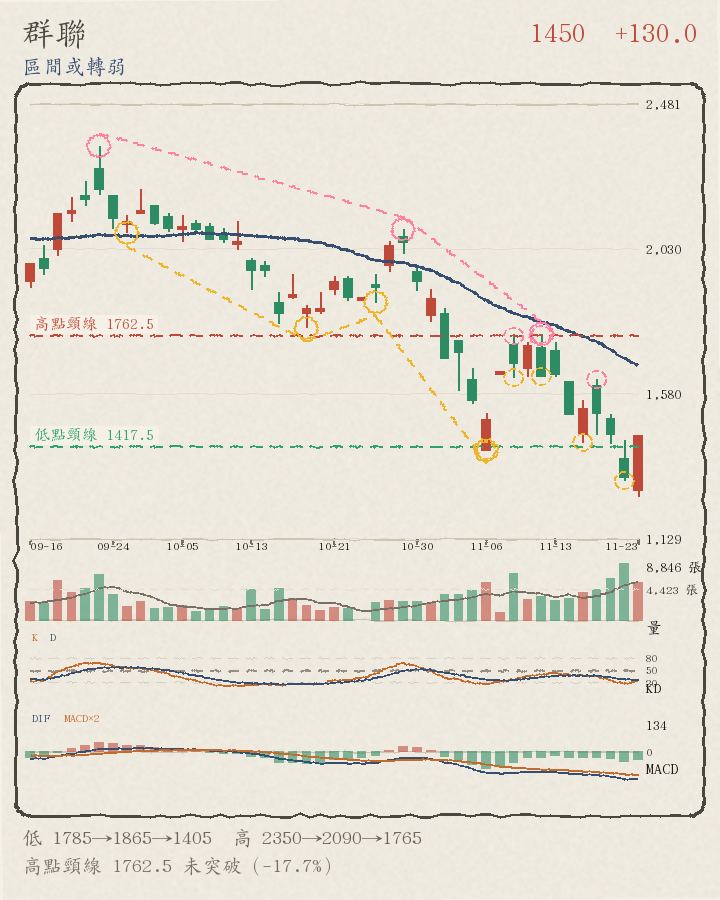 群聯
1450 +130.0
區間或轉弱
2,481
2,030
高點頸線 1762.5
1,580
低點頸線 1417.5
1,129
09-16 09-24 10-05 10-13 10-21 10-30 11-06 11-13 11-23
8,846 張
4,423 張
量
K D
80
50
20
KD
DIF MACD×2
134
0
MACD
低 1785→1865→1405 高 2350→2090→1765
高點頸線 1762.5 未突破 (-17.7%)